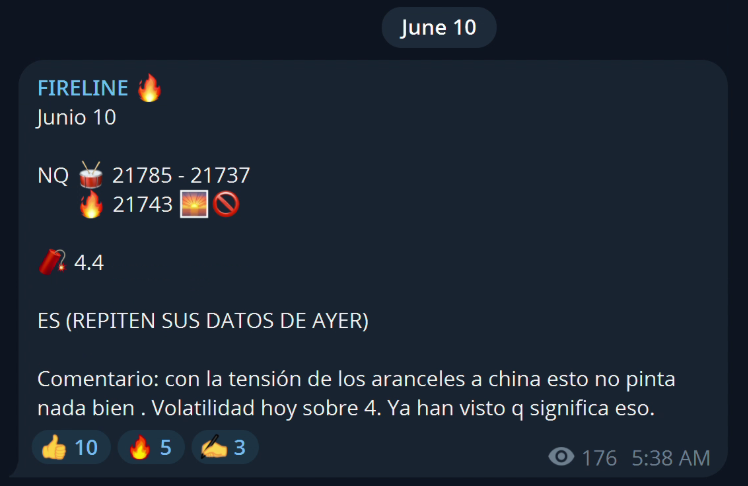 June 10
FIRELINE 🔥
Junio 10
NQ 🥁 21785 - 21737
🔥 21743 🌅🚫
🧨 4.4
ES (REPITEN SUS DATOS DE AYER)
Comentario: con la tensión de los aranceles a china esto no pinta
nada bien . Volatilidad hoy sobre 4. Ya han visto q significa eso.
👍 10 🔥 5 ✍️ 3
176 5:38 AM